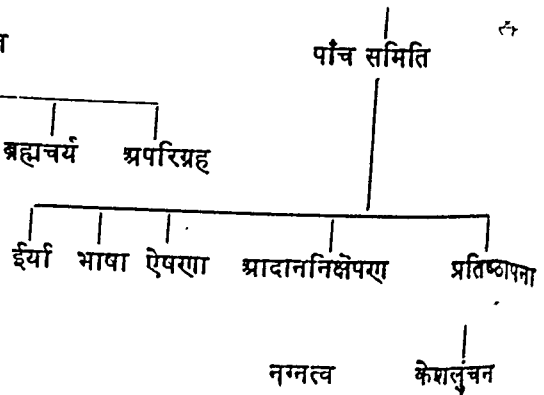 पाँच समिति
ब्रह्मचर्य अपरिग्रह
ईर्या भाषा ऐषणा आदाननिक्षेपण प्रतिष्ठापना
नग्नत्व केशलुंचन